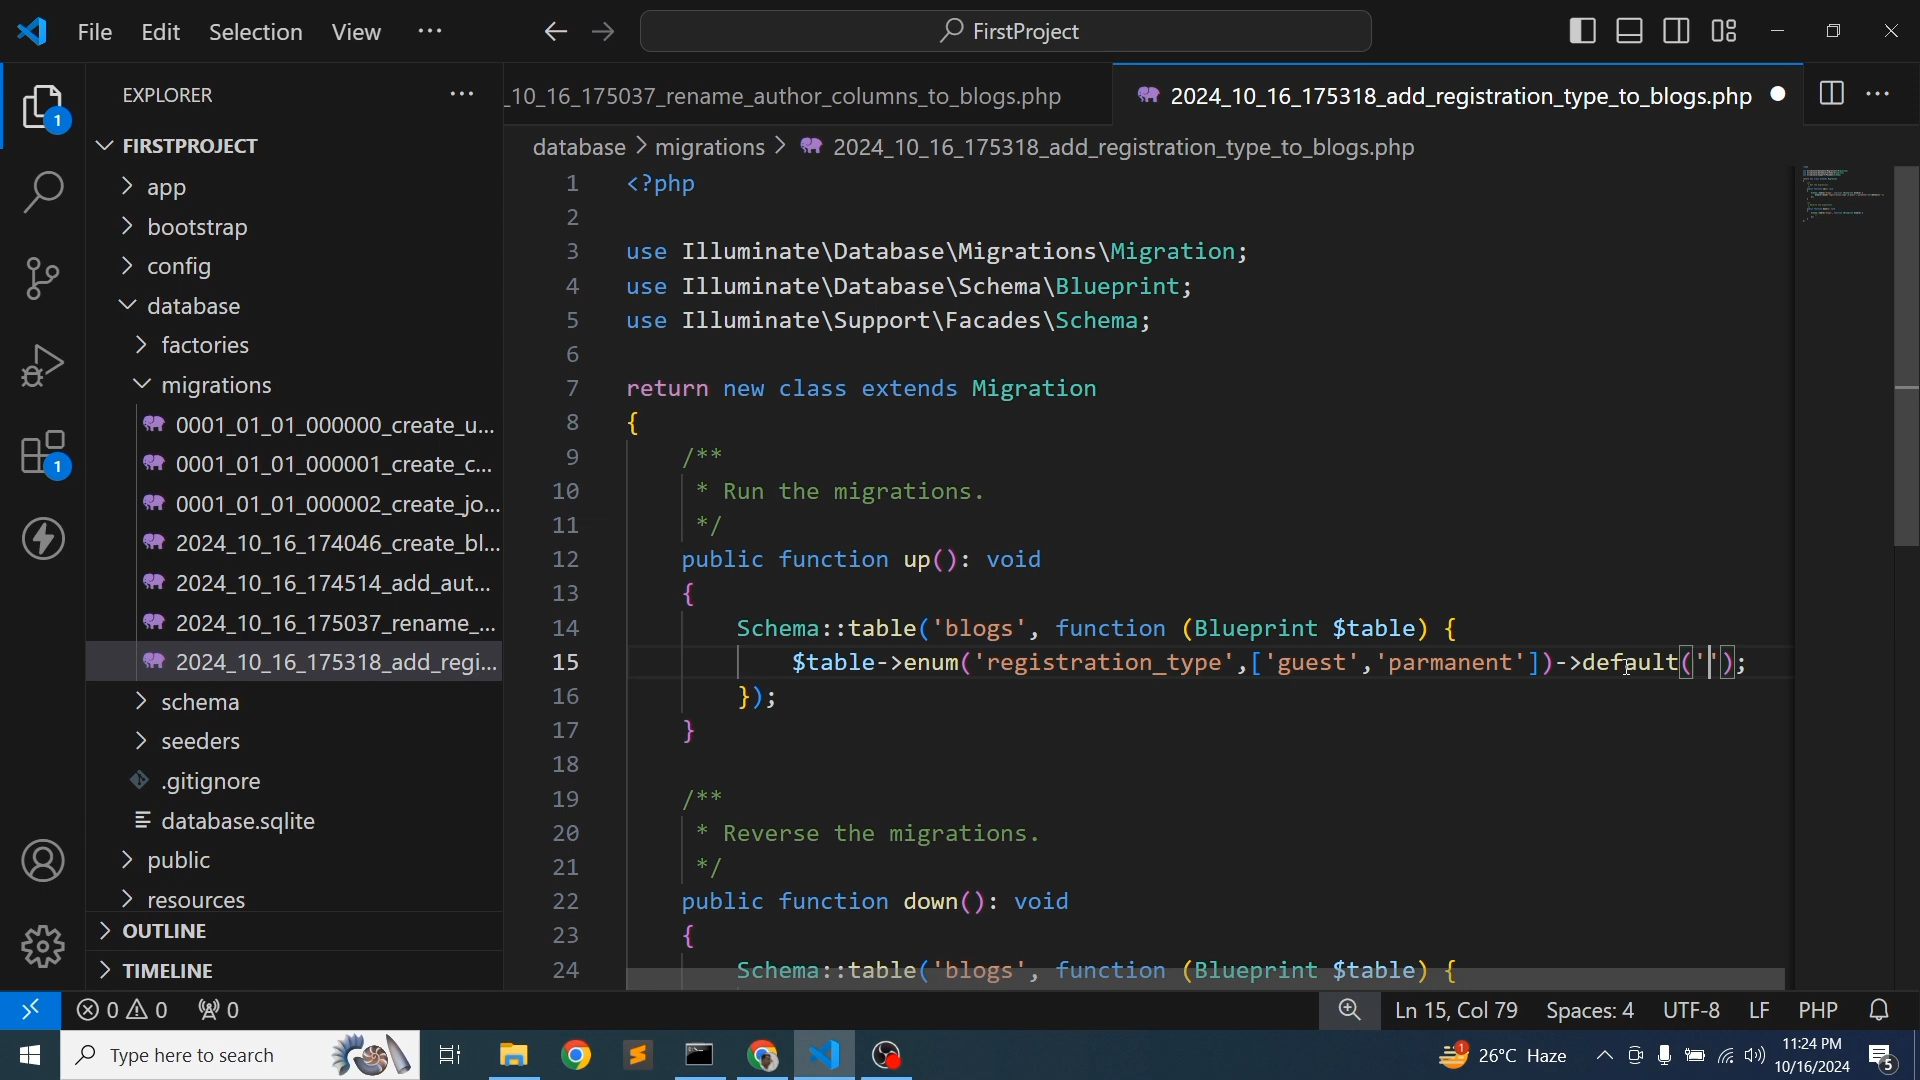 File Edit Selection View ···
FirstProject
EXPLORER ···
_10_16_175037_rename_author_columns_to_blogs.php
2024_10_16_175318_add_registration_type_to_blogs.php
database > migrations > 2024_10_16_175318_add_registration_type_to_blogs.php
FIRSTPROJECT
app
bootstrap
config
database
factories
migrations
0001_01_01_000000_create_u...
0001_01_01_000001_create_c...
0001_01_01_000002_create_jo...
2024_10_16_174046_create_bl...
2024_10_16_174514_add_aut...
2024_10_16_175037_rename_...
2024_10_16_175318_add_regi...
schema
seeders
.gitignore
database.sqlite
public
resources
OUTLINE
TIMELINE
1
1
1 <?php
2
3 use Illuminate\Database\Migrations\Migration;
4 use Illuminate\Database\Schema\Blueprint;
5 use Illuminate\Support\Facades\Schema;
6
7 return new class extends Migration
8 {
9 /**
10 * Run the migrations.
11 */
12 public function up(): void
13 {
14 Schema::table('blogs', function (Blueprint $table) {
15 $table->enum('registration_type',['guest','parmanent'])->default('');
16 });
17 }
18
19 /**
20 * Reverse the migrations.
21 */
22 public function down(): void
23 {
24 Schema::table('blogs', function (Blueprint $table) {
0 0 0
Ln 15, Col 79 Spaces: 4 UTF-8 LF PHP
Type here to search
1 26°C Haze
11:24 PM
10/16/2024
5